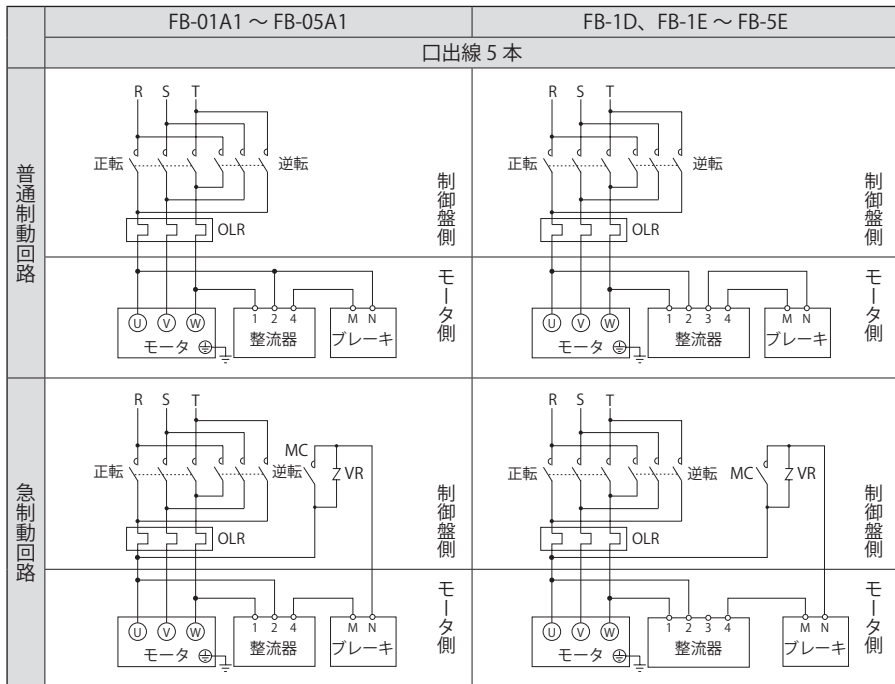 FB-01A1 ～ FB-05A1
FB-1D、FB-1E ～ FB-5E
口出線 5 本
普通制動回路
R S T
正転
逆転
OLR
制御盤側
モータ側
U V W
モータ
1 2 4
整流器
M N
ブレーキ
R S T
正転
逆転
OLR
制御盤側
モータ側
U V W
モータ
1 2 3 4
整流器
M N
ブレーキ
急制動回路
R S T
正転
逆転
MC
VR
OLR
制御盤側
モータ側
U V W
モータ
1 2 4
整流器
M N
ブレーキ
R S T
正転
逆転
MC
VR
OLR
制御盤側
モータ側
U V W
モータ
1 2 3 4
整流器
M N
ブレーキ